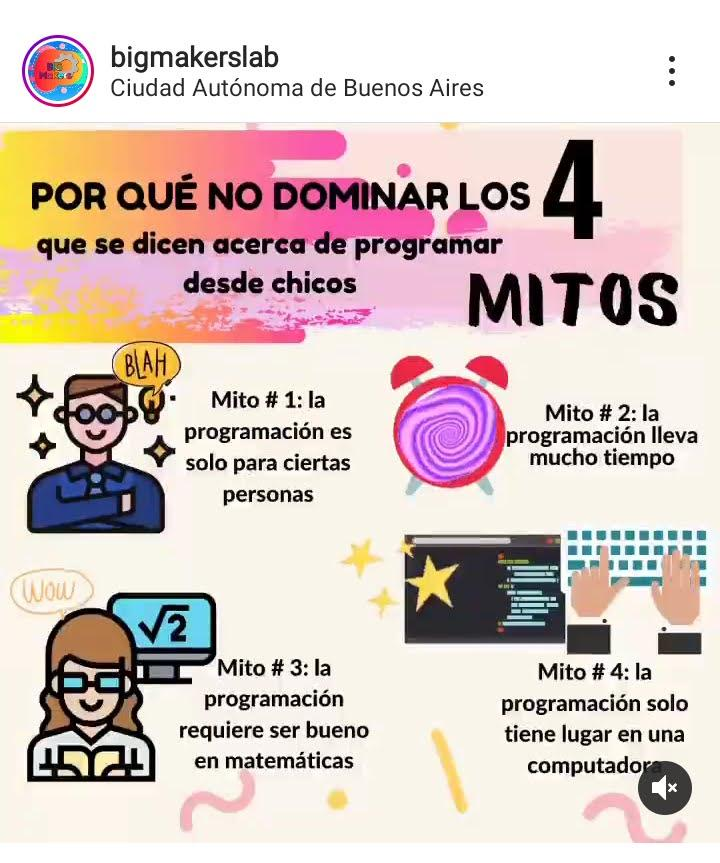 bigmakerslab
Ciudad Autónoma de Buenos Aires
BIG
MaKers
POR QUÉ NO DOMINAR LOS 4
que se dicen acerca de programar
desde chicos
MITOS
BLAH
Mito # 1: la
programación es
solo para ciertas
personas
Mito # 2: la
programación lleva
mucho tiempo
WOW
√2
Mito # 3: la
programación
requiere ser bueno
en matemáticas
Mito # 4: la
programación solo
tiene lugar en una
computadora